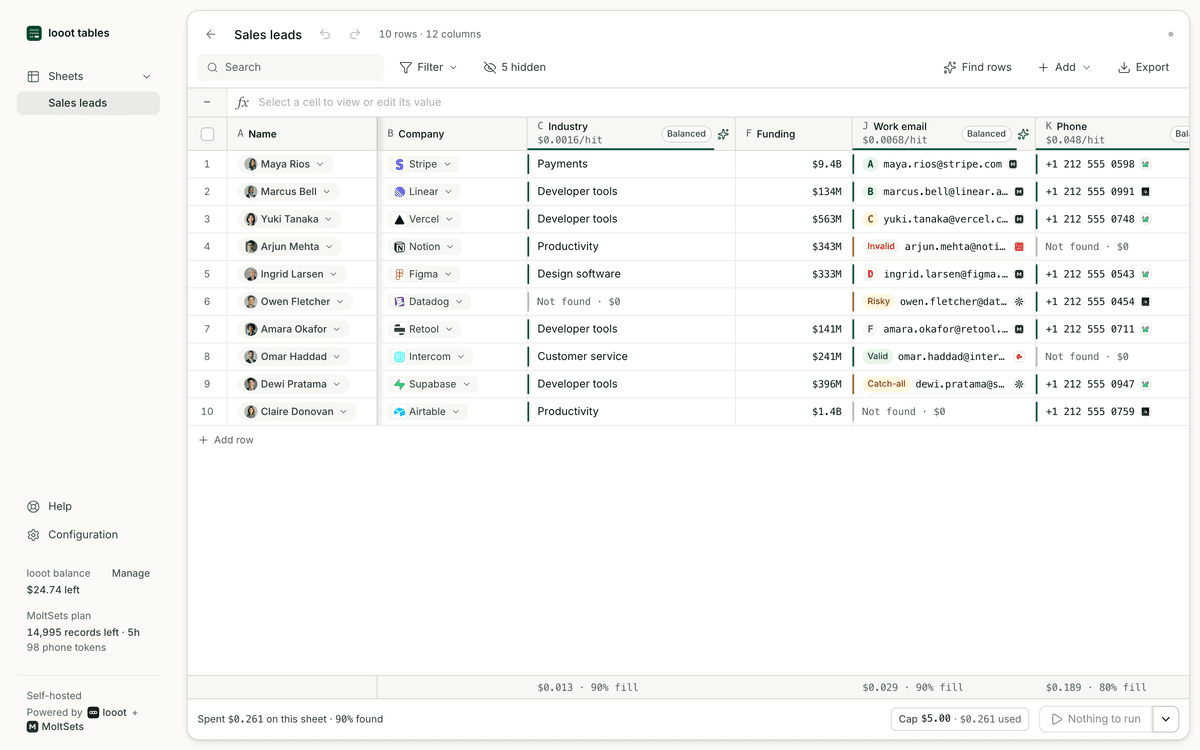 looot tables
Sheets
Sales leads
Help
Configuration
looot balance Manage
$24.74 left
MoltSets plan
14,995 records left · 5h
98 phone tokens
Self-hosted
Powered by looot +
M MoltSets
Sales leads 10 rows · 12 columns
Search Filter 5 hidden Find rows Add Export
fx Select a cell to view or edit its value
A Name B Company C Industry $0.0016/hit Balanced F Funding J Work email $0.0068/hit Balanced K Phone $0.048/hit Bal
1 Maya Rios Stripe Payments $9.4B A maya.rios@stripe.com M +1 212 555 0598
2 Marcus Bell Linear Developer tools $134M B marcus.bell@linear.a… M +1 212 555 0991
3 Yuki Tanaka Vercel Developer tools $563M C yuki.tanaka@vercel.c… M +1 212 555 0748
4 Arjun Mehta Notion Productivity $343M Invalid arjun.mehta@noti… Not found · $0
5 Ingrid Larsen Figma Design software $333M D ingrid.larsen@figma.… M +1 212 555 0543
6 Owen Fletcher Datadog Not found · $0 Risky owen.fletcher@dat… +1 212 555 0454
7 Amara Okafor Retool Developer tools $141M F amara.okafor@retool.… M +1 212 555 0711
8 Omar Haddad Intercom Customer service $241M Valid omar.haddad@inter… Not found · $0
9 Dewi Pratama Supabase Developer tools $396M Catch-all dewi.pratama@s… +1 212 555 0947
10 Claire Donovan Airtable Productivity $1.4B Not found · $0 +1 212 555 0759
+ Add row
$0.013 · 90% fill $0.029 · 90% fill $0.189 · 80% fill
Spent $0.261 on this sheet · 90% found Cap $5.00 · $0.261 used Nothing to run